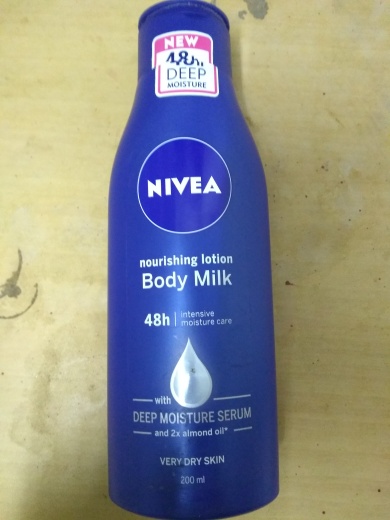 NEW
48h
DEEP
MOISTURE
NIVEA
nourishing lotion
Body Milk
48h | intensive
moisture care
with
DEEP MOISTURE SERUM
and 2x almond oil*
VERY DRY SKIN
200 ml